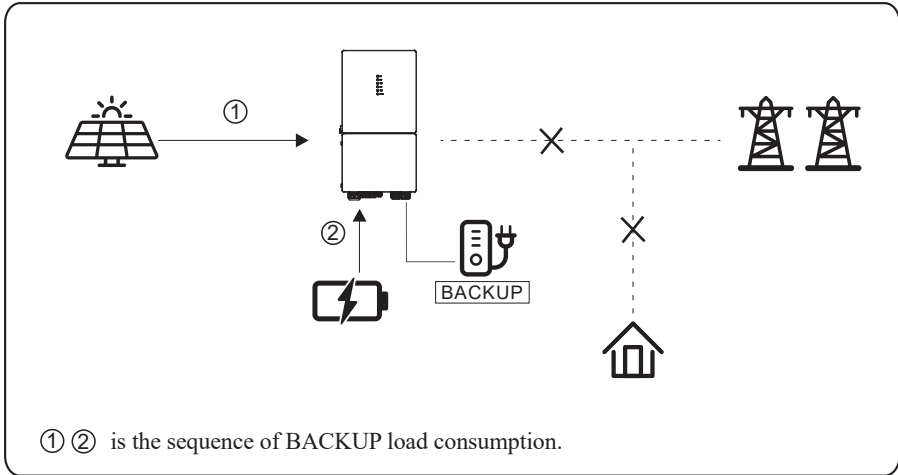 ①
②
BACKUP
① ② is the sequence of BACKUP load consumption.